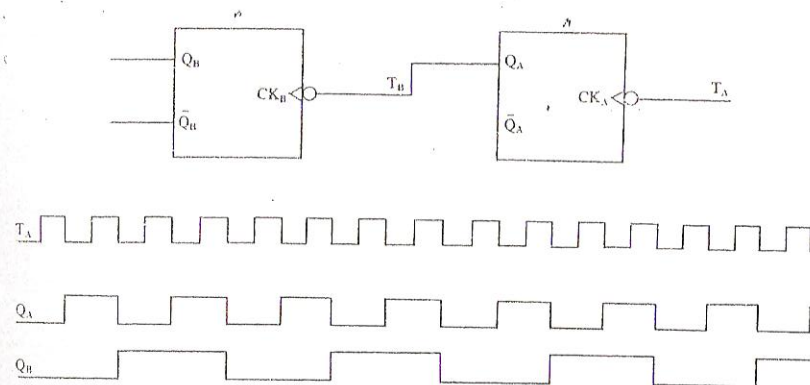 Q_B CK_B T_B Q_A CK_A T_A
Q̄_B Q̄_A
T_A
Q_A
Q_B